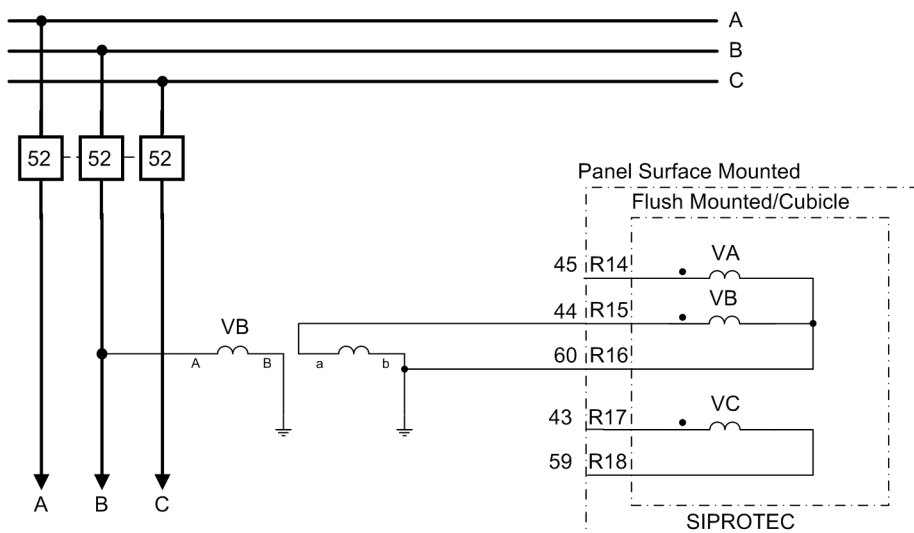 A
B
C
52 52 52
Panel Surface Mounted
Flush Mounted/Cubicle
VA
45 R14
VB
44 R15
VB
60 R16
A B a b
VC
43 R17
59 R18
A B C
SIPROTEC